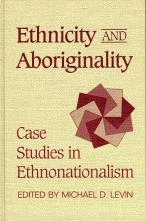 Ethnicity AND
Aboriginality
Case
Studies in
Ethnonationalism
EDITED BY MICHAEL D. LEVIN